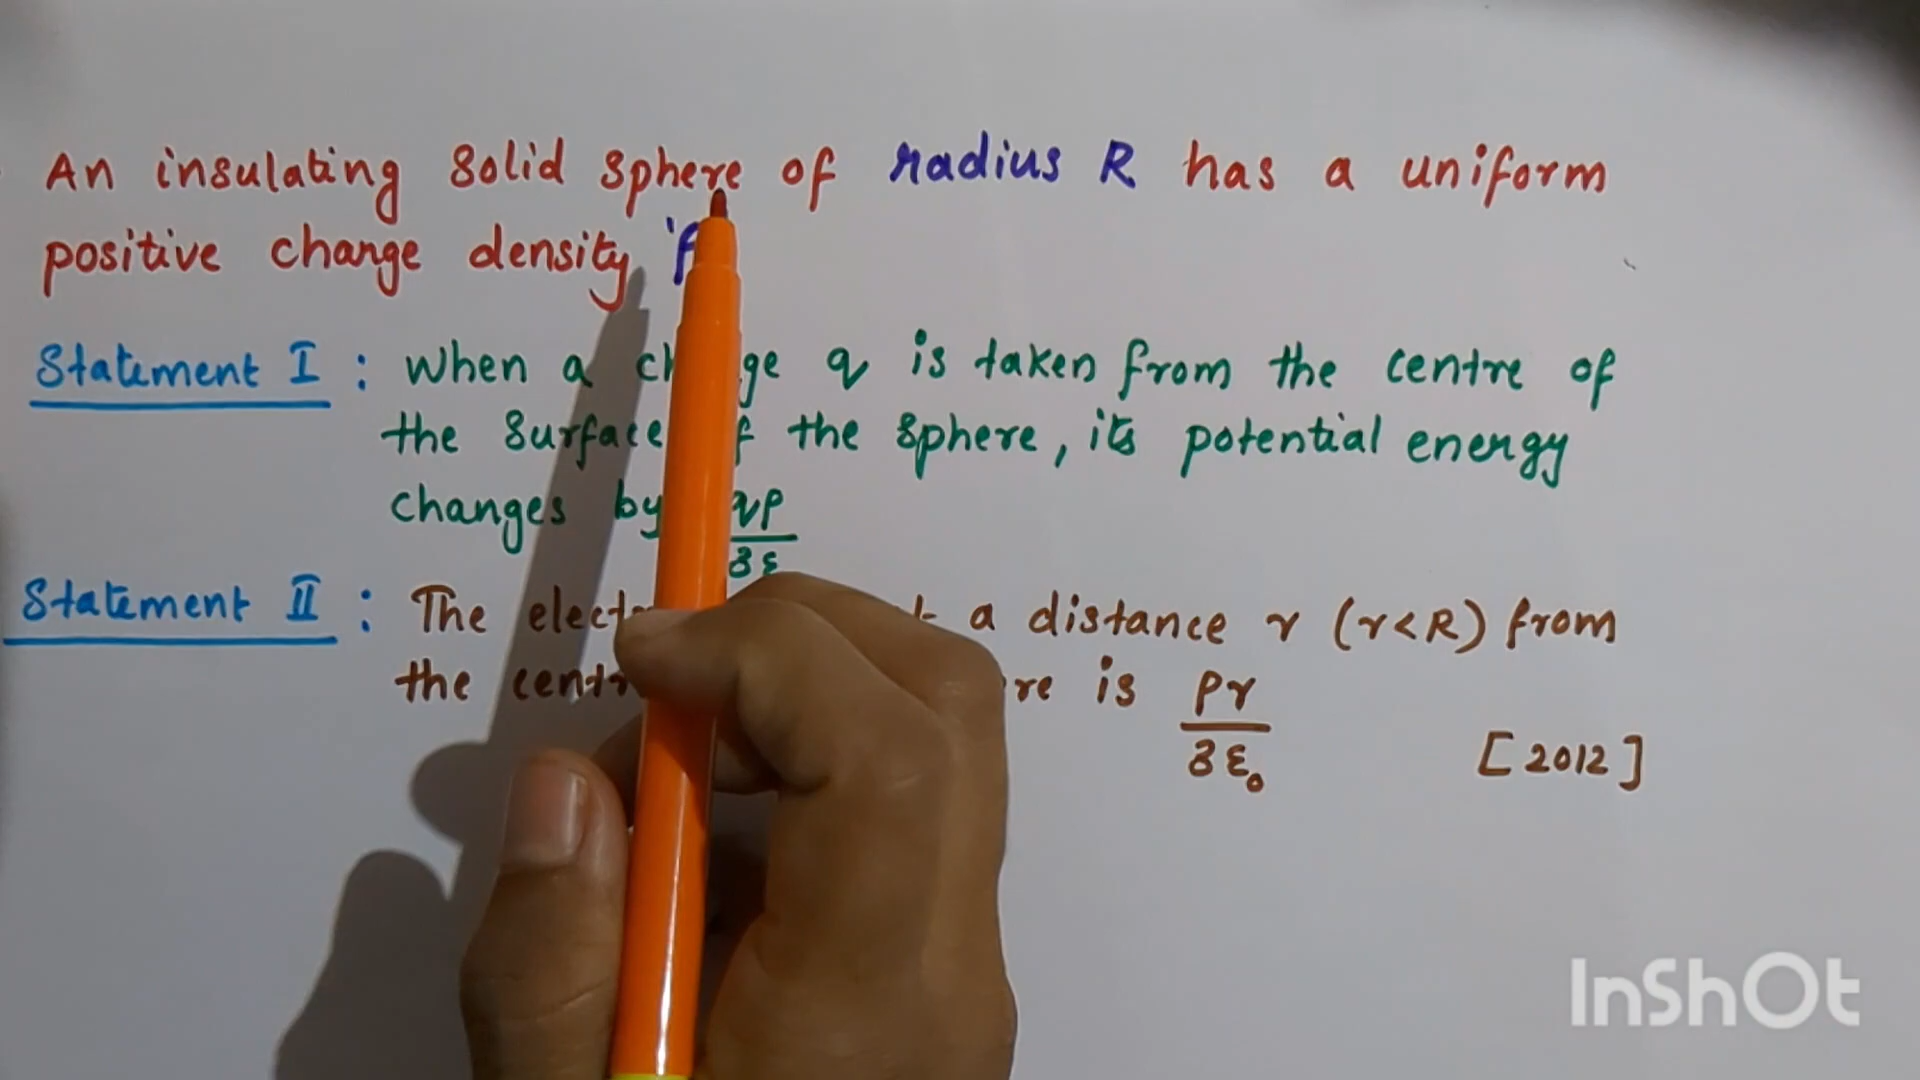 An insulating solid sphere of radius R has a uniform
positive charge density
Statement I : When a is taken from the centre of
the surface the sphere, its potential energy
changes by qρ/3ε
Statement II : The a distance r (r<R) from
the is ρr/3ε₀
[2012]
InShOt